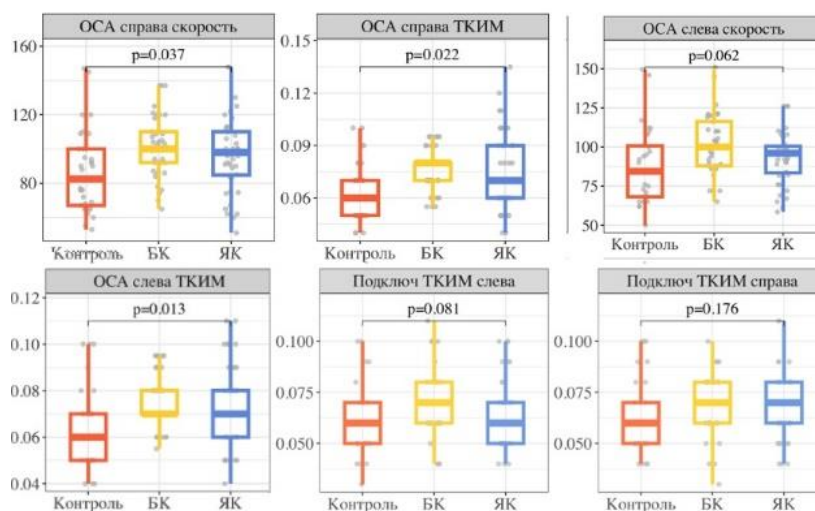 ОСА справа скорость
p=0.037
160
120
80
Контроль
БК
ЯК
ОСА справа ТКИМ
p=0.022
0.15
0.12
0.09
0.06
Контроль
БК
ЯК
ОСА слева скорость
p=0.062
150
125
100
75
50
Контроль
БК
ЯК
ОСА слева ТКИМ
p=0.013
0.12
0.10
0.08
0.06
0.04
Контроль
БК
ЯК
Подключ ТКИМ слева
p=0.081
0.100
0.075
0.050
Контроль
БК
ЯК
Подключ ТКИМ справа
p=0.176
0.100
0.075
0.050
Контроль
БК
ЯК